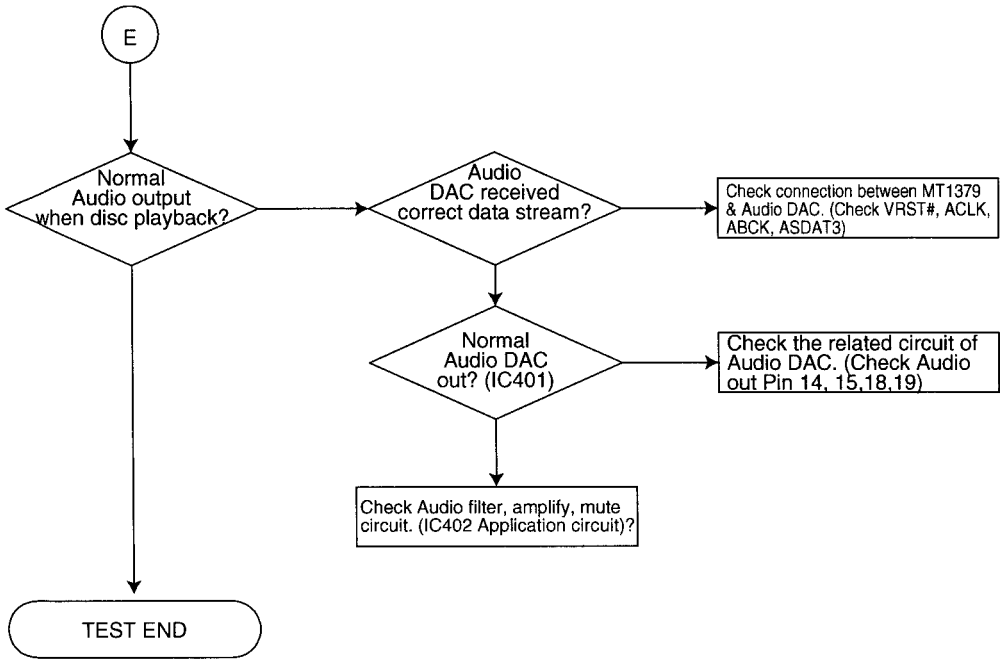 E
Normal
Audio output
when disc playback?
Audio
DAC received
correct data stream?
Check connection between MT1379
& Audio DAC. (Check VRST#, ACLK,
ABCK, ASDAT3)
Normal
Audio DAC
out? (IC401)
Check the related circuit of
Audio DAC. (Check Audio
out Pin 14, 15,18,19)
Check Audio filter, amplify, mute
circuit. (IC402 Application circuit)?
TEST END